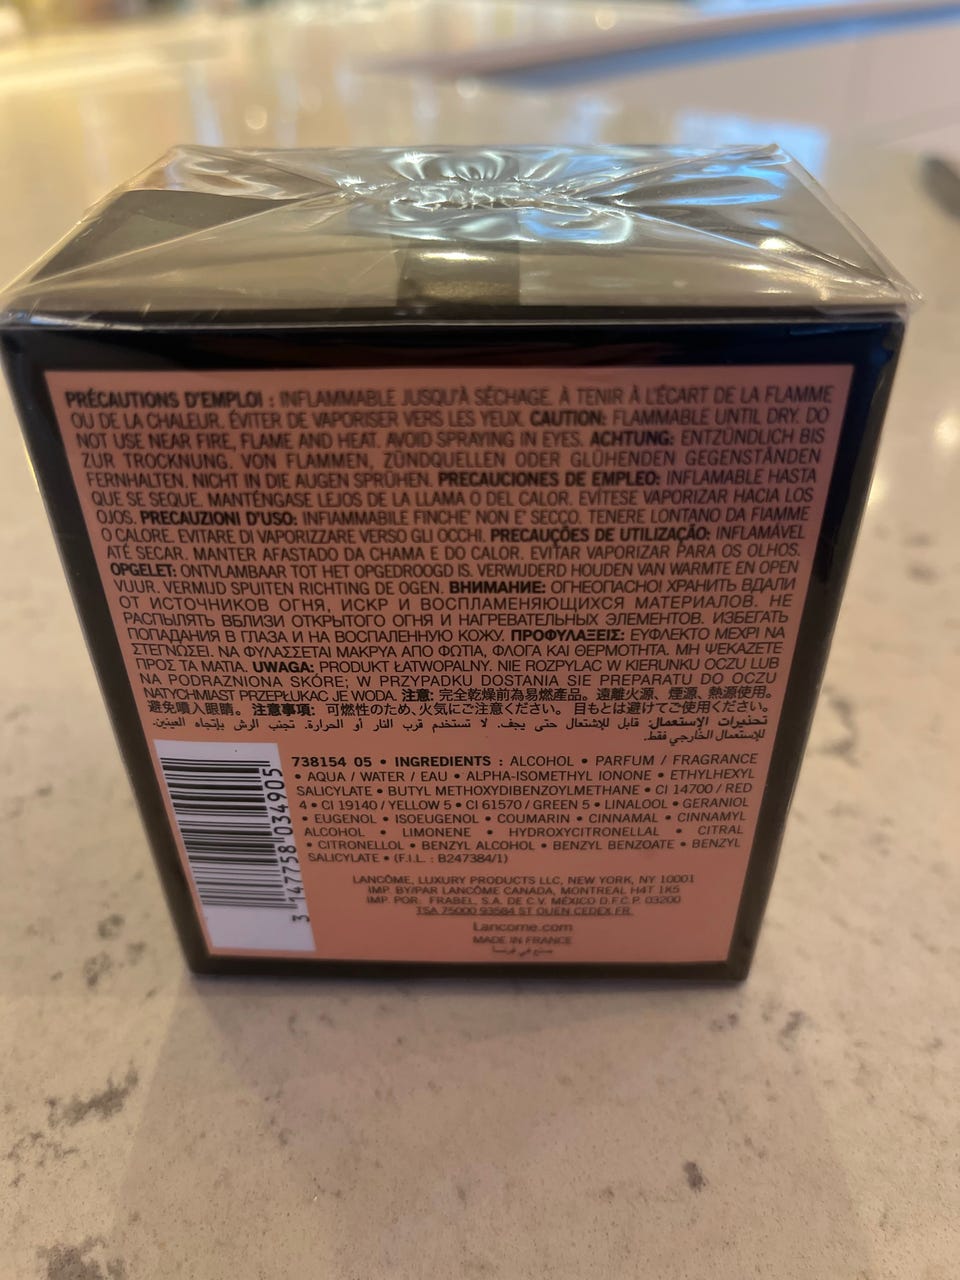 PRÉCAUTIONS D'EMPLOI : INFLAMMABLE JUSQU'À SÉCHAGE. À TENIR À L'ÉCART DE LA FLAMME
OU DE LA CHALEUR. ÉVITER DE VAPORISER VERS LES YEUX. CAUTION: FLAMMABLE UNTIL DRY. DO
NOT USE NEAR FIRE, FLAME AND HEAT. AVOID SPRAYING IN EYES. ACHTUNG: ENTZÜNDLICH BIS
ZUR TROCKNUNG. VON FLAMMEN, ZÜNDQUELLEN ODER GLÜHENDEN GEGENSTÄNDEN
FERNHALTEN. NICHT IN DIE AUGEN SPRÜHEN. PRECAUCIONES DE EMPLEO: INFLAMABLE HASTA
QUE SE SEQUE. MANTÉNGASE LEJOS DE LA LLAMA O DEL CALOR. EVÍTESE VAPORIZAR HACIA LOS
OJOS. PRECAUZIONI D'USO: INFIAMMABILE FINCHE' NON E' SECCO. TENERE LONTANO DA FIAMME
O CALORE. EVITARE DI VAPORIZZARE VERSO GLI OCCHI. PRECAUÇÕES DE UTILIZAÇÃO: INFLAMÁVEL
ATÉ SECAR. MANTER AFASTADO DA CHAMA E DO CALOR. EVITAR VAPORIZAR PARA OS OLHOS.
OPGELET: ONTVLAMBAAR TOT HET OPGEDROOGD IS. VERWIJDERD HOUDEN VAN WARMTE EN OPEN
VUUR. VERMIJD SPUITEN RICHTING DE OGEN. ВНИМАНИЕ: ОГНЕОПАСНО! ХРАНИТЬ ВДАЛИ
ОТ ИСТОЧНИКОВ ОГНЯ, ИСКР И ВОСПЛАМЕНЯЮЩИХСЯ МАТЕРИАЛОВ. НЕ
РАСПЫЛЯТЬ ВБЛИЗИ ОТКРЫТОГО ОГНЯ И НАГРЕВАТЕЛЬНЫХ ЭЛЕМЕНТОВ. ИЗБЕГАТЬ
ПОПАДАНИЯ В ГЛАЗА И НА ВОСПАЛЕННУЮ КОЖУ. ΠΡΟΦΥΛΑΞΕΙΣ: ΕΥΦΛΕΚΤΟ ΜΕΧΡΙ ΝΑ
ΣΤΕΓΝΩΣΕΙ. ΝΑ ΦΥΛΑΣΣΕΤΑΙ ΜΑΚΡΥΑ ΑΠΟ ΦΩΤΙΑ, ΦΛΟΓΑ ΚΑΙ ΘΕΡΜΟΤΗΤΑ. ΜΗ ΨΕΚΑΖΕΤΕ
ΠΡΟΣ ΤΑ ΜΑΤΙΑ. UWAGA: PRODUKT ŁATWOPALNY. NIE ROZPYLAĆ W KIERUNKU OCZU LUB
NA PODRAZNIONA SKÓRE; W PRZYPADKU DOSTANIA SIE PREPARATU DO OCZU
NATYCHMIAST PRZEPŁUKAC JE WODA. 注意: 完全乾燥前為易燃產品。遠離火源、煙源、熱源使用。
避免噴入眼睛。 注意事項: 可燃性のため、火気にご注意ください。 目もとは避けてご使用ください。
تحذيرات الإستعمال: قابل للإشتعال حتى يجف. لا تستخدم قرب النار أو الحرارة. تجنب الرش بإتجاه العينين.
للإستعمال الخارجي فقط.
738154 05 • INGREDIENTS : ALCOHOL • PARFUM / FRAGRANCE
• AQUA / WATER / EAU • ALPHA-ISOMETHYL IONONE • ETHYLHEXYL
SALICYLATE • BUTYL METHOXYDIBENZOYLMETHANE • CI 14700 / RED
4 • CI 19140 / YELLOW 5 • CI 61570 / GREEN 5 • LINALOOL • GERANIOL
• EUGENOL • ISOEUGENOL • COUMARIN • CINNAMAL • CINNAMYL
ALCOHOL • LIMONENE • HYDROXYCITRONELLAL • CITRAL
• CITRONELLOL • BENZYL ALCOHOL • BENZYL BENZOATE • BENZYL
SALICYLATE • (F.I.L. : B247384/1)
3 147758 034905
LANCÔME, LUXURY PRODUCTS LLC, NEW YORK, NY 10001
IMP. BY/PAR LANCÔME CANADA, MONTREAL H4T 1K5
IMP. POR: FRABEL, S.A. DE C.V. MÉXICO D.F.C.P. 03200
TSA 75000 93584 ST OUEN CEDEX FR.
Lancome.com
MADE IN FRANCE
صنع في فرنسا